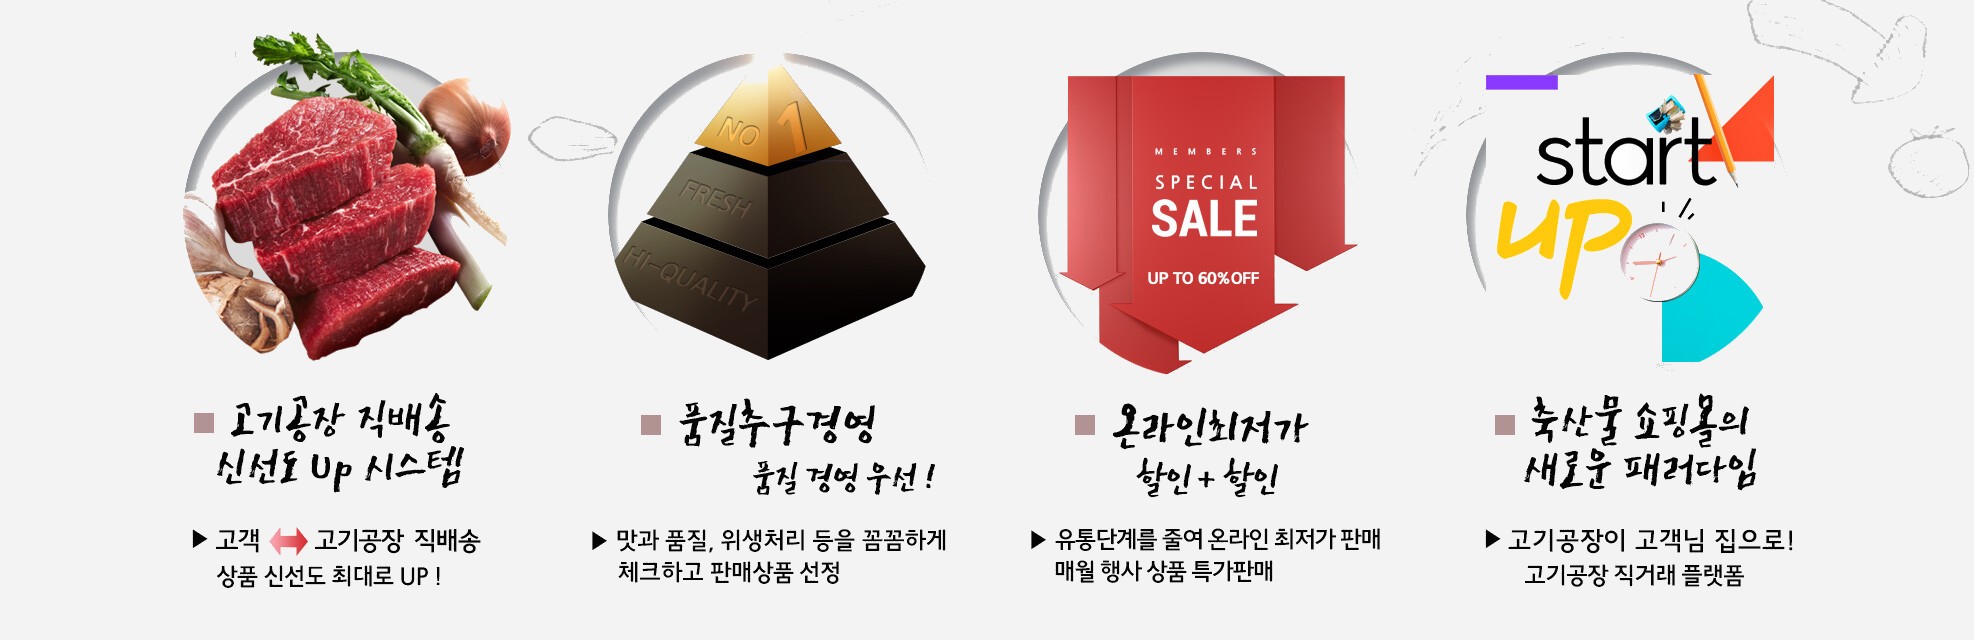 NO 1
FRESH
HI-QUALITY
MEMBERS
SPECIAL
SALE
UP TO 60%OFF
start
up
고기공장 직배송
신선도 Up 시스템
▶ 고객 ↔ 고기공장 직배송
상품 신선도 최대로 UP !
품질추구경영
품질 경영 우선 !
▶ 맛과 품질, 위생처리 등을 꼼꼼하게
체크하고 판매상품 선정
온라인최저가
할인 + 할인
▶ 유통단계를 줄여 온라인 최저가 판매
매월 행사 상품 특가판매
축산물 쇼핑몰의
새로운 패러다임
▶ 고기공장이 고객님 집으로!
고기공장 직거래 플랫폼